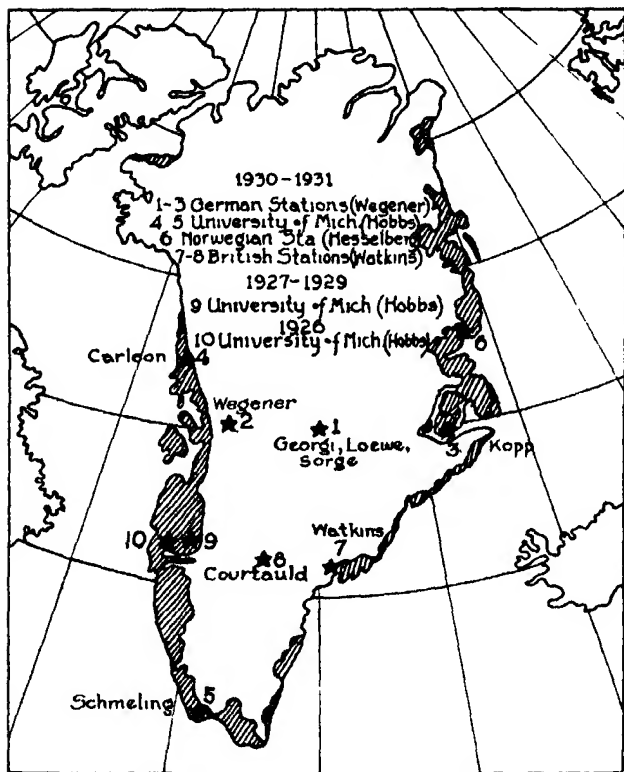 1930-1931
1-3 German Stations(Wegener)
4 5 University of Mich (Hobbs)
6 Norwegian Sta (Hesselberg
7-8 British Stations(Watkins)
1927-1929
9 University of Mich (Hobbs)
1926
10 University of Mich (Hobbs)
Carlson 4
6
Wegener
2
1
Georgi, Loewe,
Sorge
3 Kopp
10 9
Watkins
7
8
Courtauld
Schmeling 5